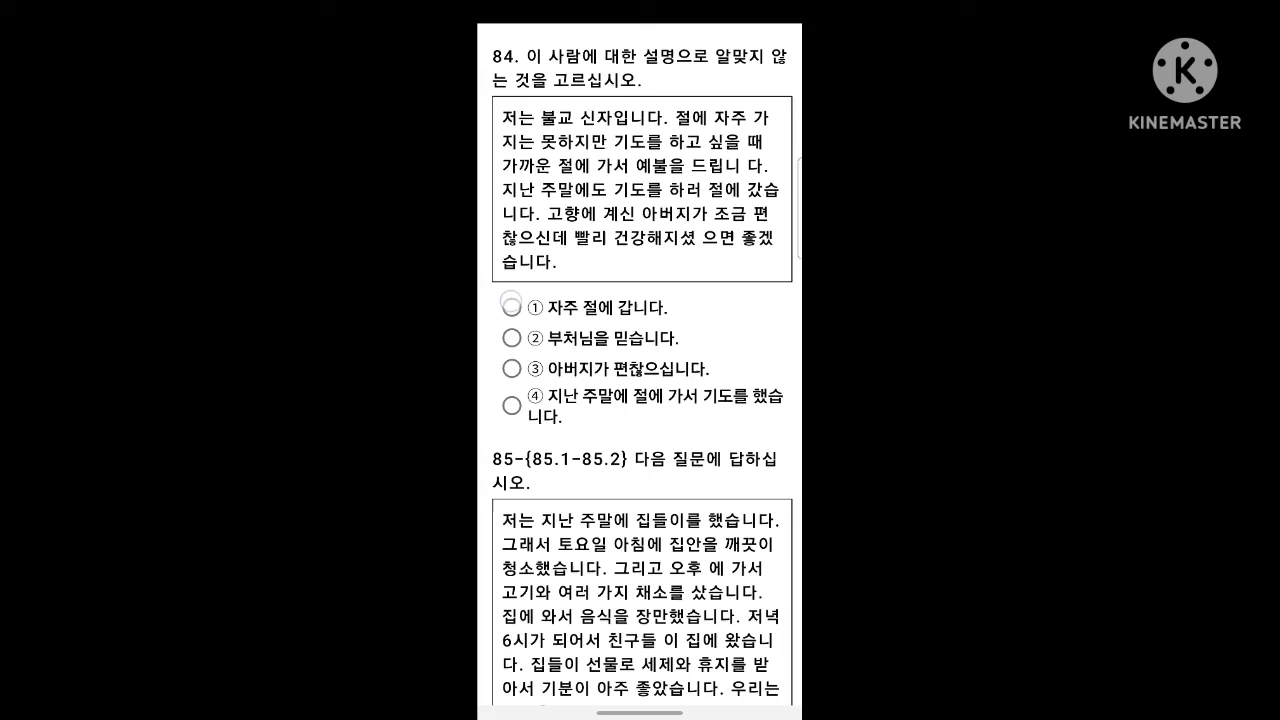 84. 이 사람에 대한 설명으로 알맞지 않
는 것을 고르십시오.
저는 불교 신자입니다. 절에 자주 가
지는 못하지만 기도를 하고 싶을 때
가까운 절에 가서 예불을 드립니 다.
지난 주말에도 기도를 하러 절에 갔습
니다. 고향에 계신 아버지가 조금 편
찮으신데 빨리 건강해지셨 으면 좋겠
습니다.
① 자주 절에 갑니다.
② 부처님을 믿습니다.
③ 아버지가 편찮으십니다.
④ 지난 주말에 절에 가서 기도를 했습
니다.
85-{85.1-85.2} 다음 질문에 답하십
시오.
저는 지난 주말에 집들이를 했습니다.
그래서 토요일 아침에 집안을 깨끗이
청소했습니다. 그리고 오후 에 가서
고기와 여러 가지 채소를 샀습니다.
집에 와서 음식을 장만했습니다. 저녁
6시가 되어서 친구들 이 집에 왔습니
다. 집들이 선물로 세제와 휴지를 받
아서 기분이 아주 좋았습니다. 우리는
K
KINEMASTER